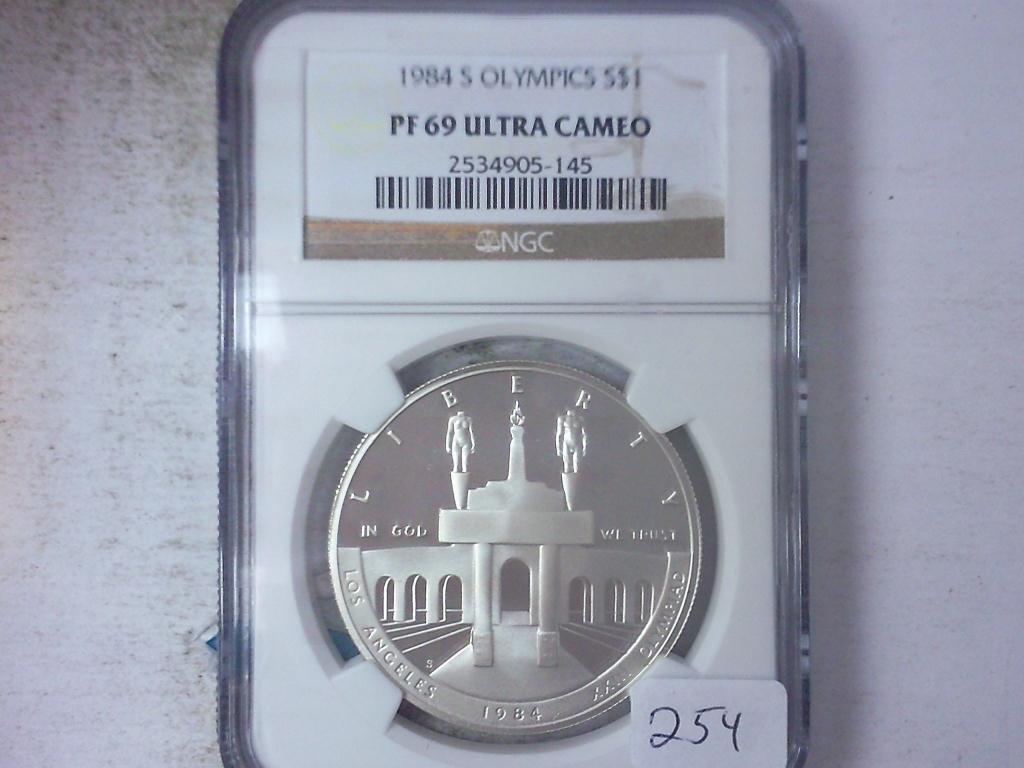 1984 S OLYMPICS S$1
PF 69 ULTRA CAMEO
2534905-145
NGC
LIBERTY
IN GOD WE TRUST
LOS ANGELES
OLYMPIAD
S
1984
254